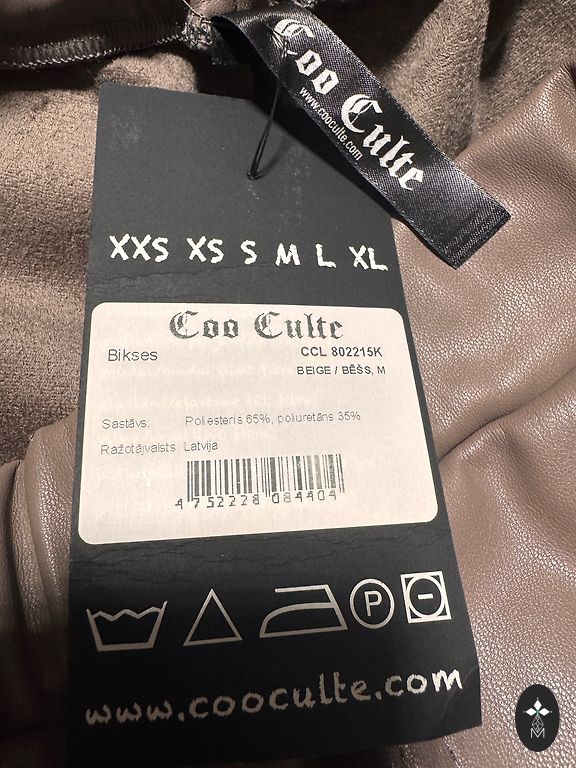 Coo Culte
www.cooculte.com
XXS XS S M L XL
Coo Culte
Bikses CCL 802215K
BEIGE / BĒŠS, M
Sastāvs: Poliesteris 65%, poliuretāns 35%
Ražotājvalsts: Latvija
4 752228 084404
P
www.cooculte.com
M